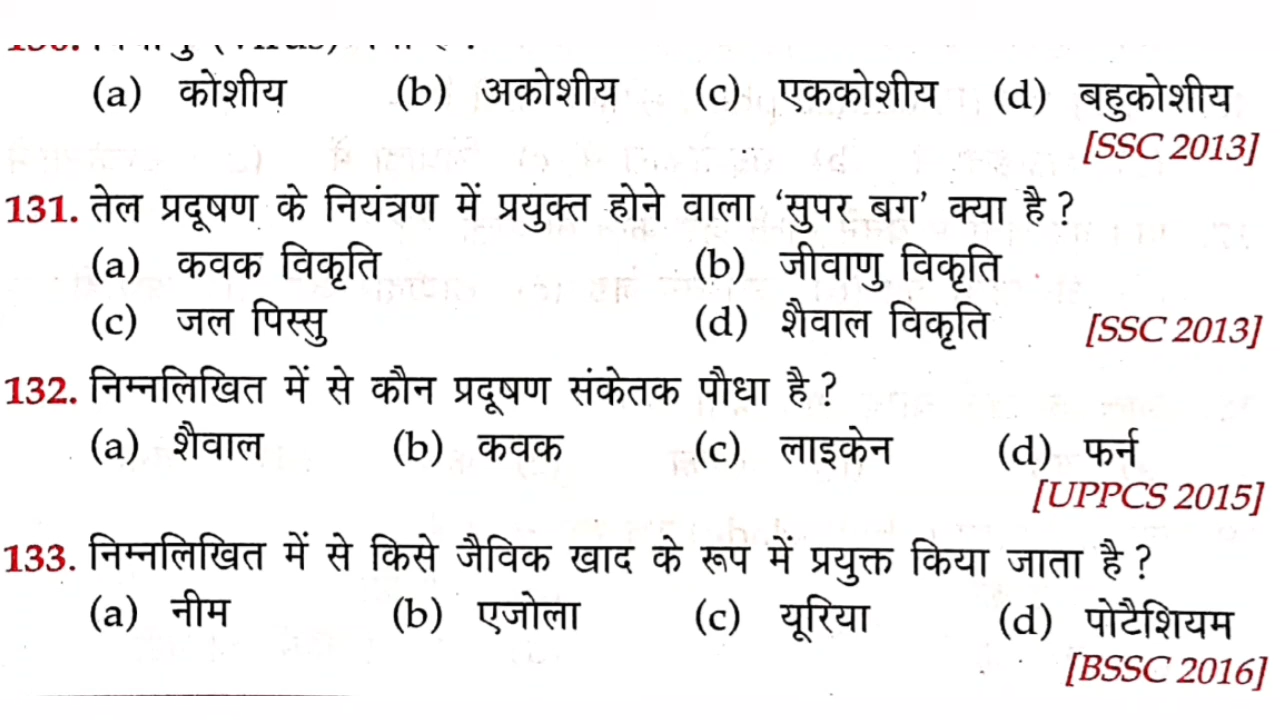 (Virus)
(a) कोशीय (b) अकोशीय (c) एककोशीय (d) बहुकोशीय
[SSC 2013]
131. तेल प्रदूषण के नियंत्रण में प्रयुक्त होने वाला ‘सुपर बग’ क्या है ?
(a) कवक विकृति (b) जीवाणु विकृति
(c) जल पिस्सु (d) शैवाल विकृति [SSC 2013]
132. निम्नलिखित में से कौन प्रदूषण संकेतक पौधा है ?
(a) शैवाल (b) कवक (c) लाइकेन (d) फर्न
[UPPCS 2015]
133. निम्नलिखित में से किसे जैविक खाद के रूप में प्रयुक्त किया जाता है ?
(a) नीम (b) एजोला (c) यूरिया (d) पोटैशियम
[BSSC 2016]